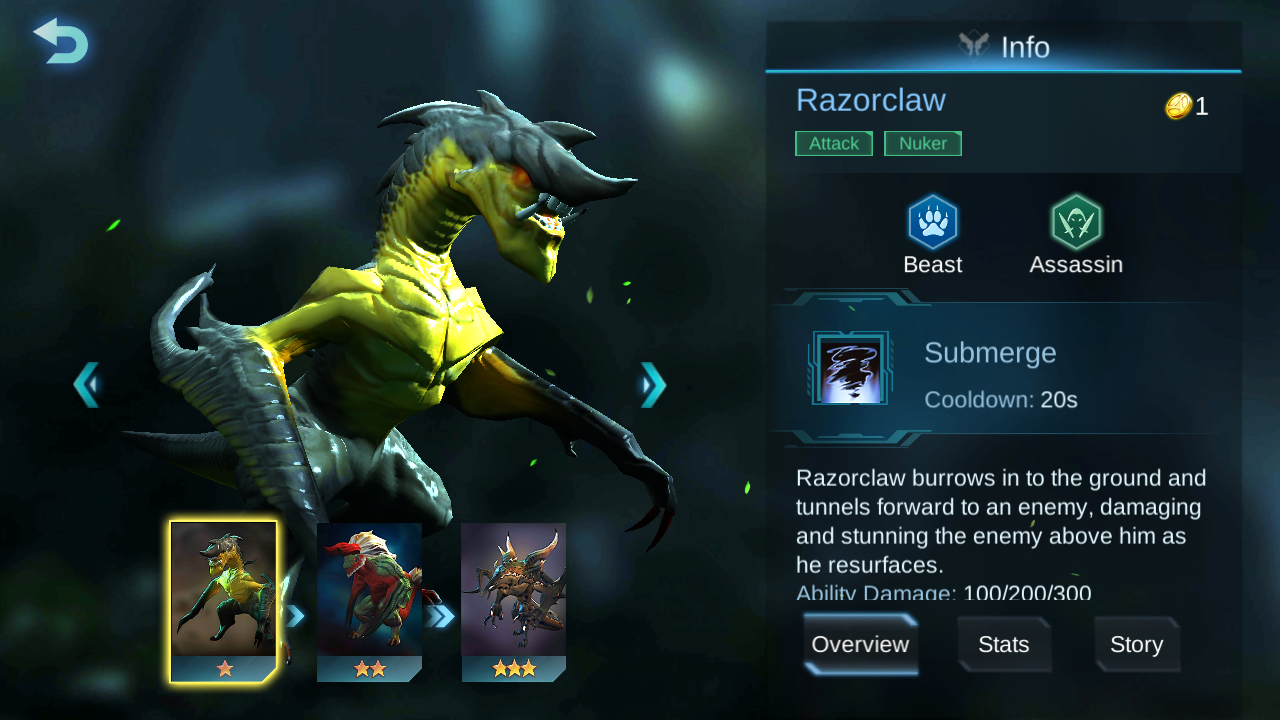 Info
Razorclaw
1
Attack
Nuker
Beast
Assassin
Submerge
Cooldown: 20s
Razorclaw burrows in to the ground and
tunnels forward to an enemy, damaging
and stunning the enemy above him as
he resurfaces.
Ability Damage: 100/200/300
Overview
Stats
Story